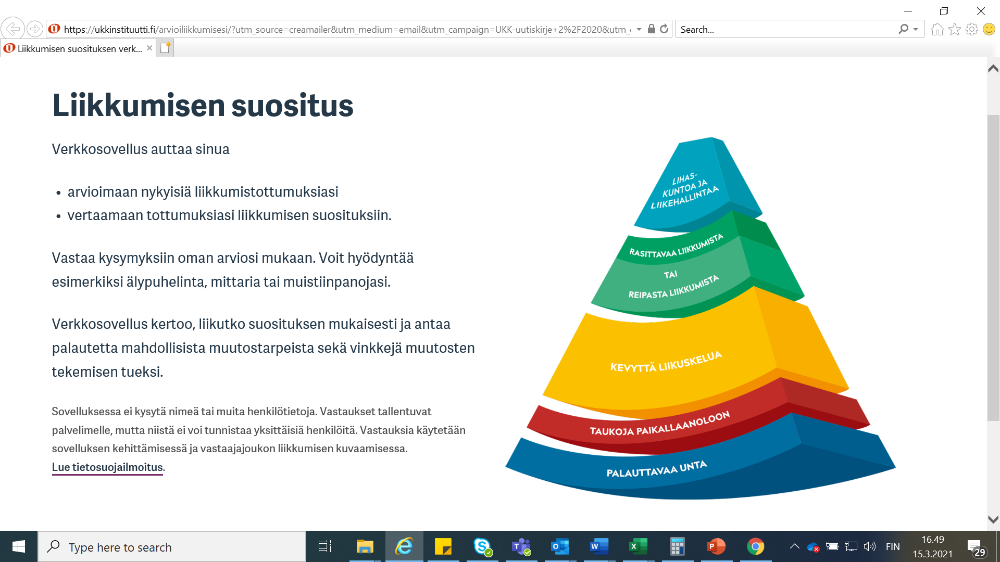 https://ukkinstituutti.fi/arvioiliikkumisesi/?utm_source=creamailer&utm_medium=email&utm_campaign=UKK-uutiskirje+2%2F2020&utm_
Search...
Liikkumisen suosituksen verk...
Liikkumisen suositus
Verkkosovellus auttaa sinua
• arvioimaan nykyisiä liikkumistottumuksiasi
• vertaamaan tottumuksiasi liikkumisen suosituksiin.
Vastaa kysymyksiin oman arviosi mukaan. Voit hyödyntää
esimerkiksi älypuhelinta, mittaria tai muistiinpanojasi.
Verkkosovellus kertoo, liikutko suosituksen mukaisesti ja antaa
palautetta mahdollisista muutostarpeista sekä vinkkejä muutosten
tekemisen tueksi.
Sovelluksessa ei kysytä nimeä tai muita henkilötietoja. Vastaukset tallentuvat
palvelimelle, mutta niistä ei voi tunnistaa yksittäisiä henkilöitä. Vastauksia käytetään
sovelluksen kehittämisessä ja vastaajajoukon liikkumisen kuvaamisessa.
Lue tietosuojailmoitus.
LIHAS-
KUNTOA JA
LIIKEHALLINTAA
RASITTAVAA LIIKKUMISTA
TAI
REIPASTA LIIKKUMISTA
KEVYTTÄ LIIKUSKELUA
TAUKOJA PAIKALLAANOLOON
PALAUTTAVAA UNTA
Type here to search
FIN
16.49
15.3.2021
29